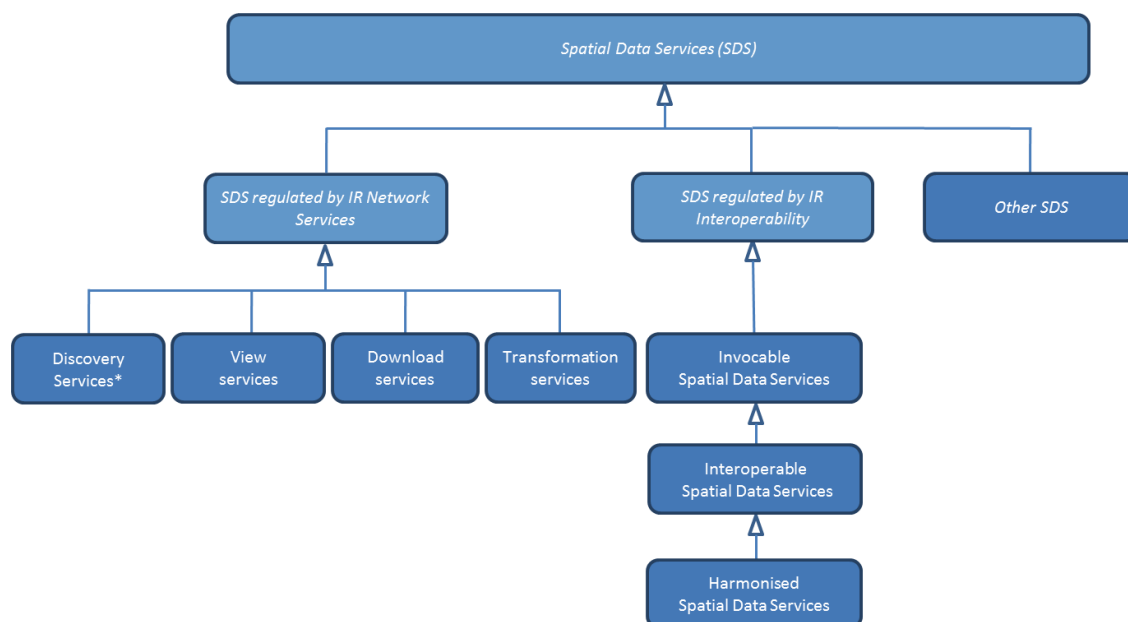 Spatial Data Services (SDS)
SDS regulated by IR Network
Services
SDS regulated by IR
Interoperability
Other SDS
Discovery
Services*
View
services
Download
services
Transformation
services
Invocable
Spatial Data Services
Interoperable
Spatial Data Services
Harmonised
Spatial Data Services